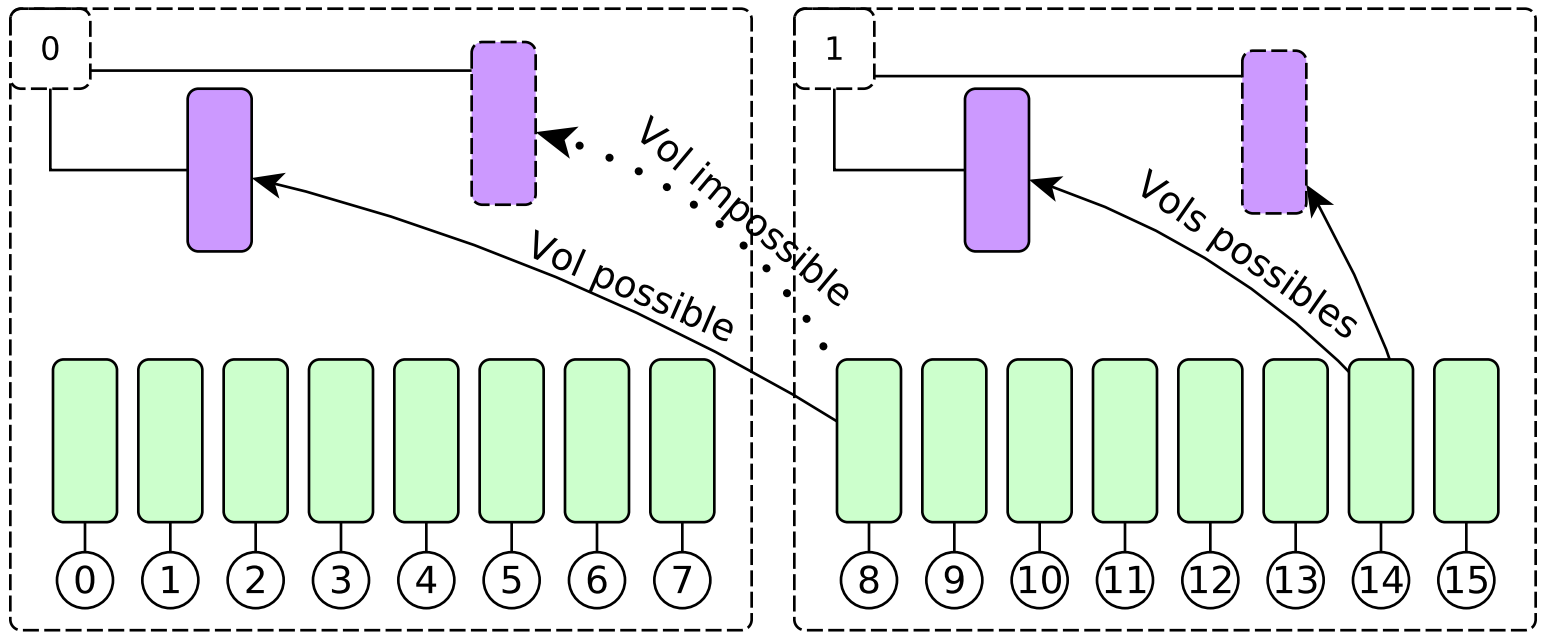 0
1
Vol impossible
Vol possible
Vols possibles
0 1 2 3 4 5 6 7 8 9 10 11 12 13 14 15